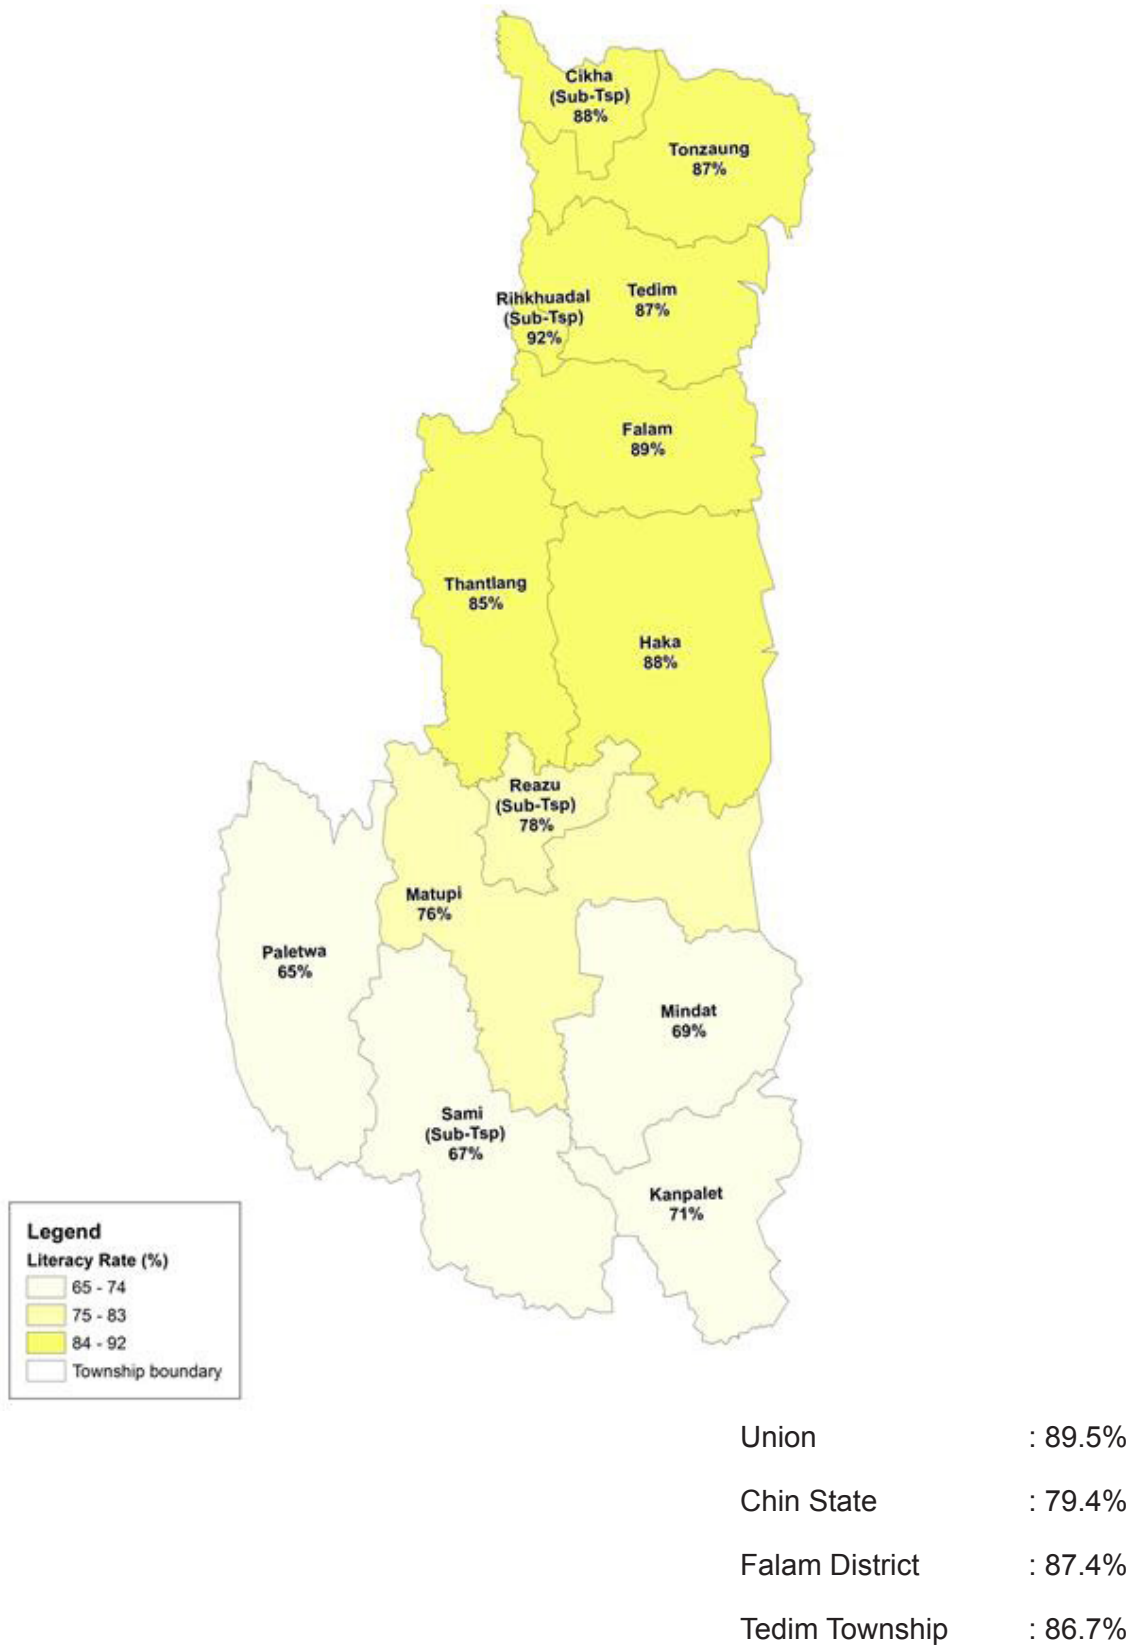 Cikha
(Sub-Tsp)
88%
Tonzaung
87%
Tedim
87%
Rihkhuadal
(Sub-Tsp)
92%
Falam
89%
Thantlang
85%
Haka
88%
Reazu
(Sub-Tsp)
78%
Matupi
76%
Paletwa
65%
Mindat
69%
Sami
(Sub-Tsp)
67%
Kanpalet
71%
Legend
Literacy Rate (%)
65 - 74
75 - 83
84 - 92
Township boundary
Union : 89.5%
Chin State : 79.4%
Falam District : 87.4%
Tedim Township : 86.7%